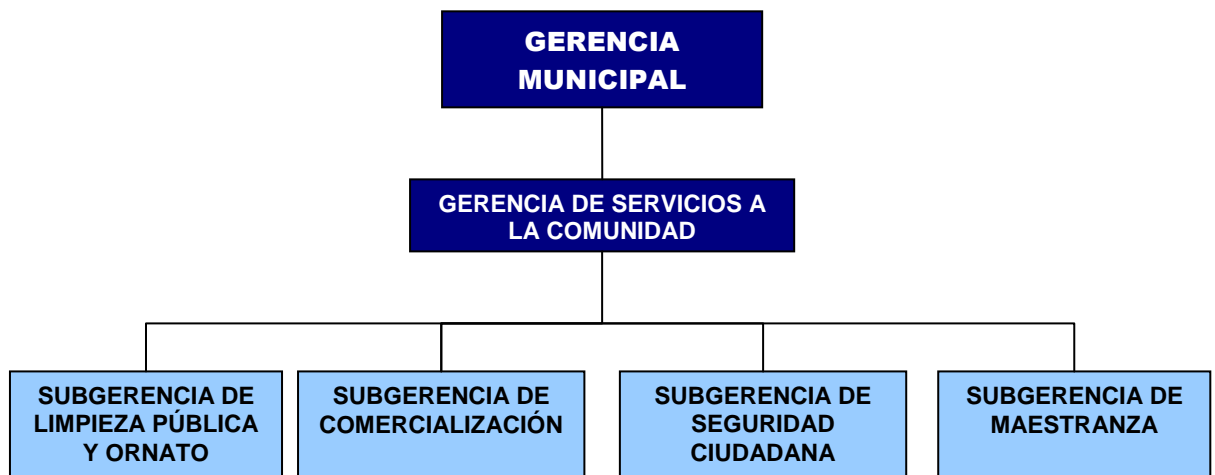 GERENCIA
MUNICIPAL
GERENCIA DE SERVICIOS A
LA COMUNIDAD
SUBGERENCIA DE
LIMPIEZA PÚBLICA
Y ORNATO
SUBGERENCIA DE
COMERCIALIZACIÓN
SUBGERENCIA DE
SEGURIDAD
CIUDADANA
SUBGERENCIA DE
MAESTRANZA